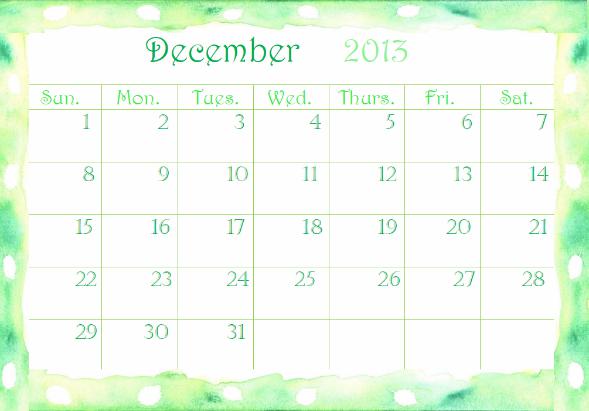 December 2013
Sun. Mon. Tues. Wed. Thurs. Fri. Sat.
1 2 3 4 5 6 7
8 9 10 11 12 13 14
15 16 17 18 19 20 21
22 23 24 25 26 27 28
29 30 31